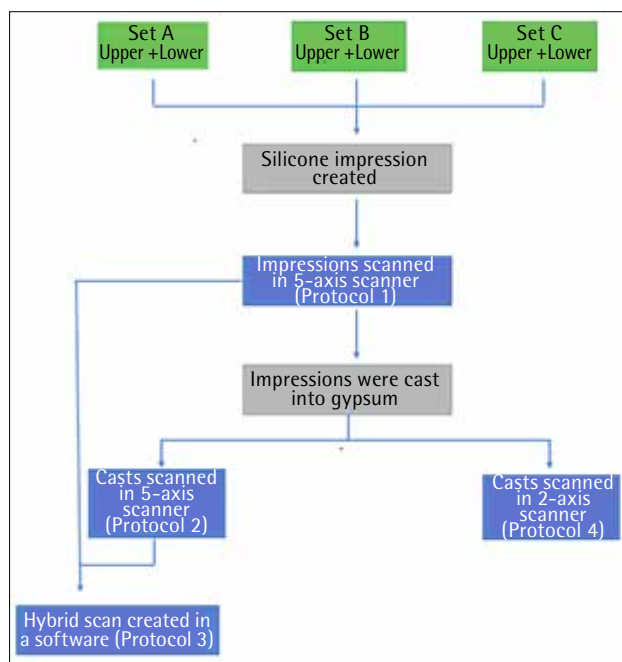 Set A
Upper +Lower
Set B
Upper +Lower
Set C
Upper +Lower
Silicone impression
created
Impressions scanned
in 5-axis scanner
(Protocol 1)
Impressions were cast
into gypsum
Casts scanned
in 5-axis
scanner
(Protocol 2)
Casts scanned
in 2-axis
scanner
(Protocol 4)
Hybrid scan created in
a software (Protocol 3)